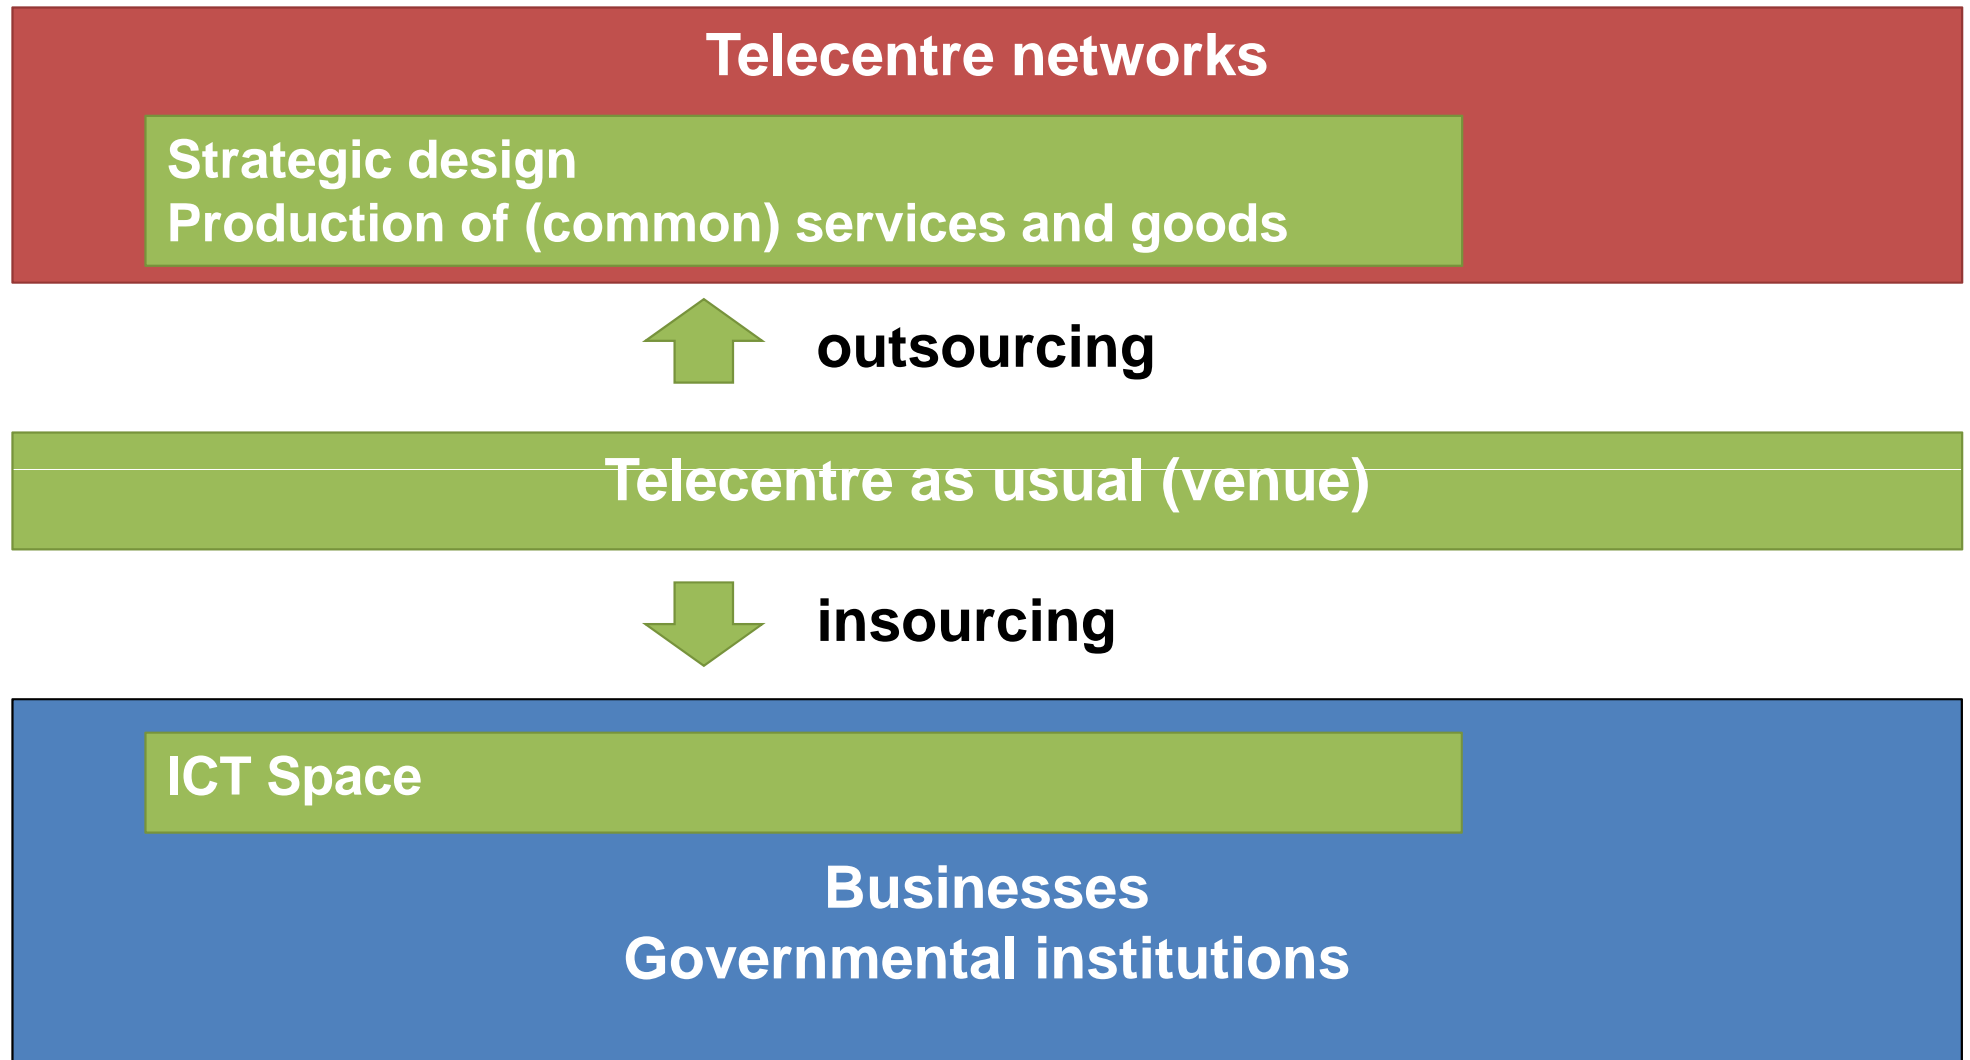 Telecentre networks
Strategic design
Production of (common) services and goods
outsourcing
Telecentre as usual (venue)
insourcing
ICT Space
Businesses
Governmental institutions